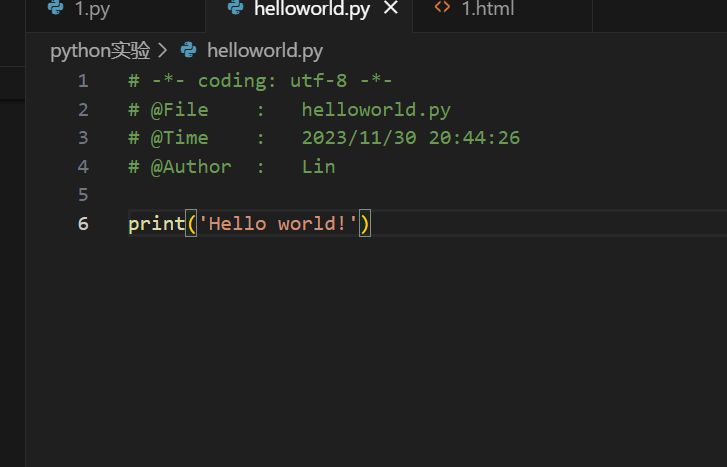 1.py helloworld.py 1.html
python实验 > helloworld.py
1 # -*- coding: utf-8 -*-
2 # @File    :   helloworld.py
3 # @Time    :   2023/11/30 20:44:26
4 # @Author  :   Lin
5
6 print('Hello world!')